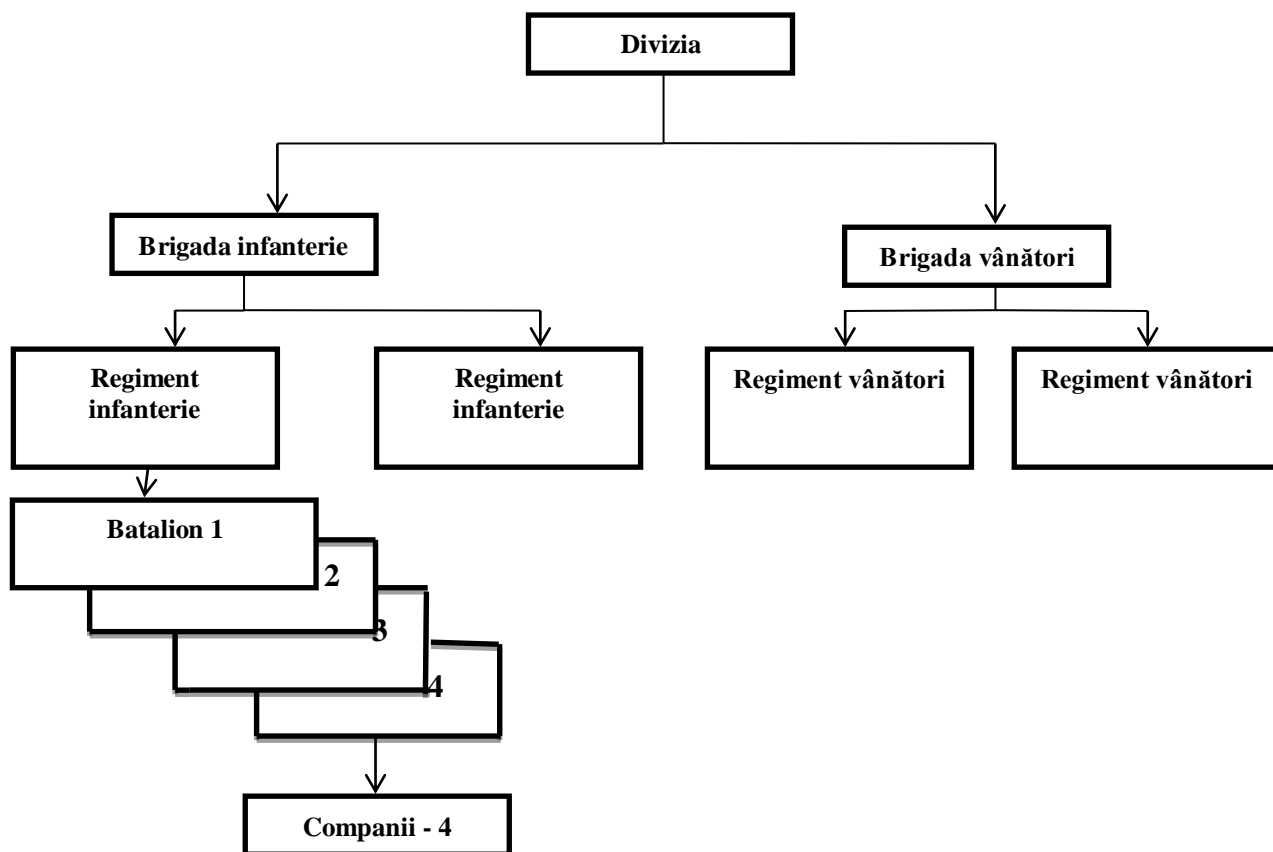 Divizia
Brigada infanterie
Brigada vânători
Regiment
infanterie
Regiment
infanterie
Regiment vânători
Regiment vânători
Batalion 1
2
3
4
Companii - 4